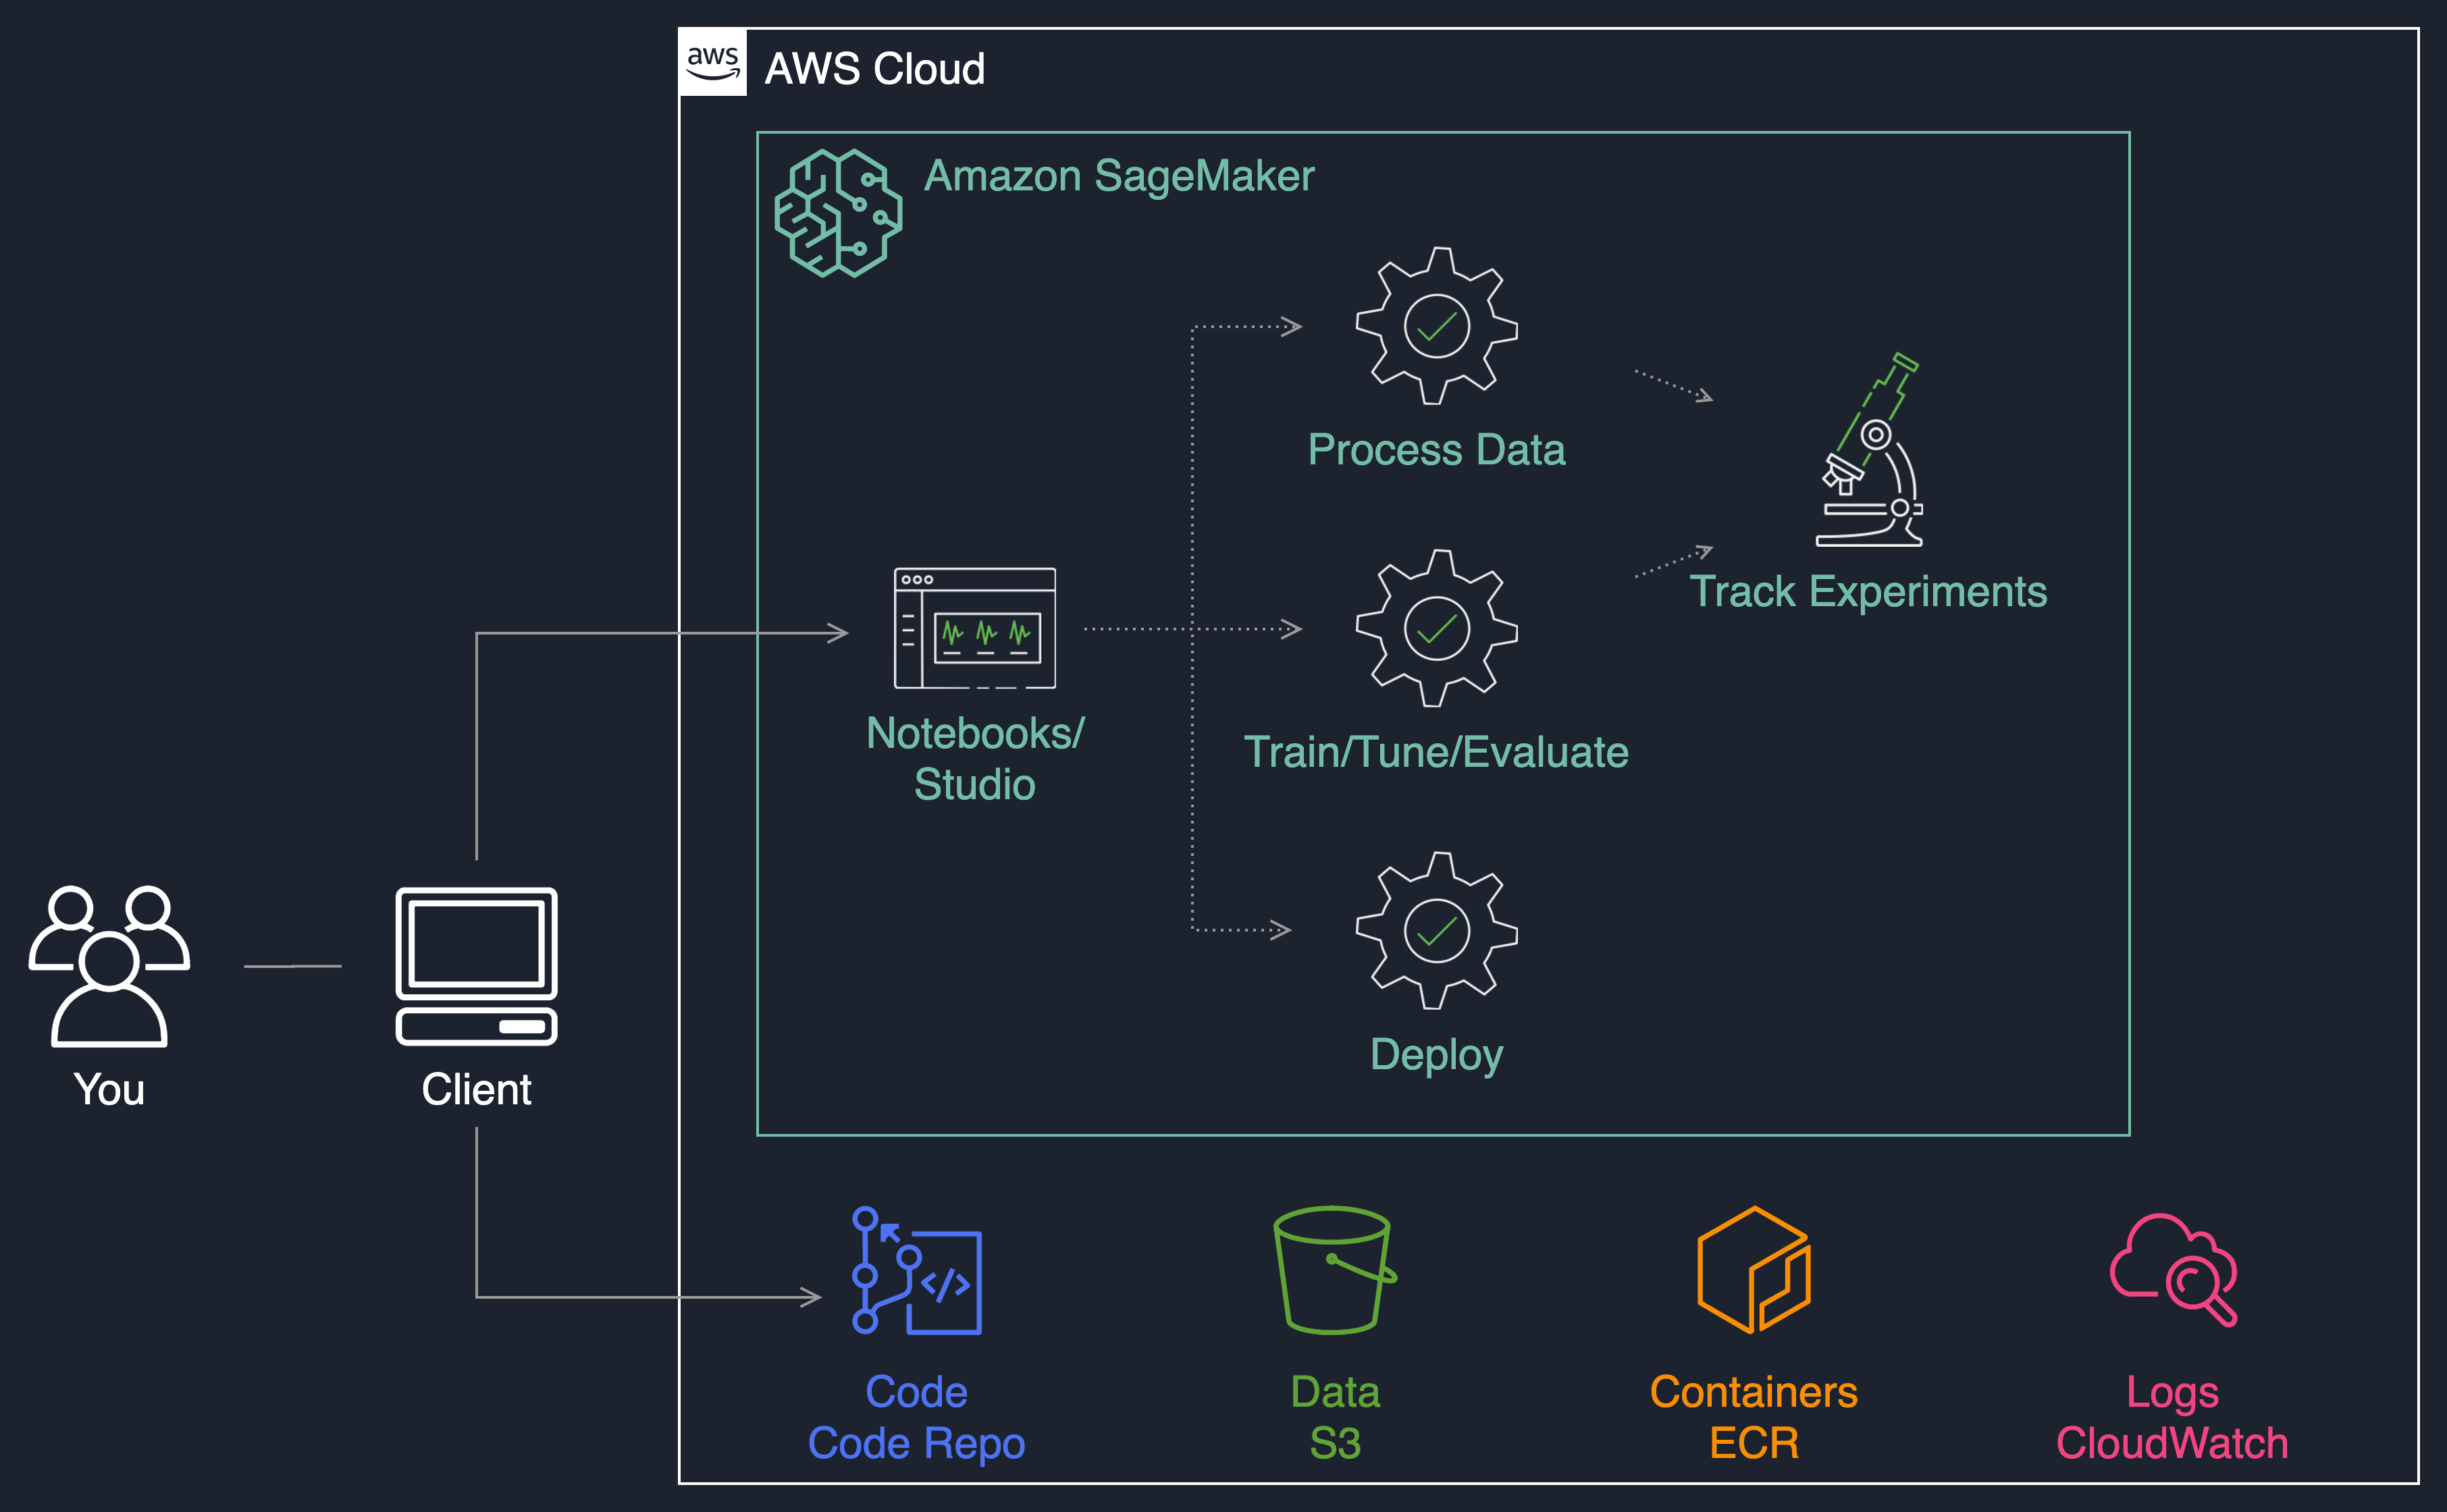 aws
AWS Cloud
Amazon SageMaker
Process Data
Track Experiments
Notebooks/
Studio
Train/Tune/Evaluate
Deploy
You
Client
Code
Code Repo
Data
S3
Containers
ECR
Logs
CloudWatch